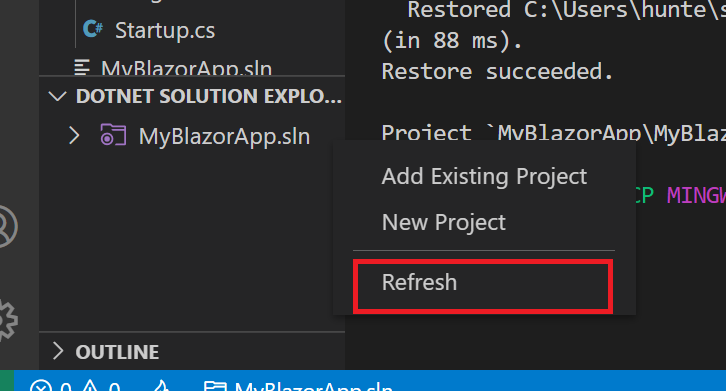 Restored C:\Users\hunte\s
C# Startup.cs
(in 88 ms).
MyBlazorApp.sln
Restore succeeded.
DOTNET SOLUTION EXPLO...
MyBlazorApp.sln
Project `MyBlazorApp\MyBlaz
Add Existing Project
CP MINGW
New Project
Refresh
OUTLINE
0 0 MyBlazorApp.sln